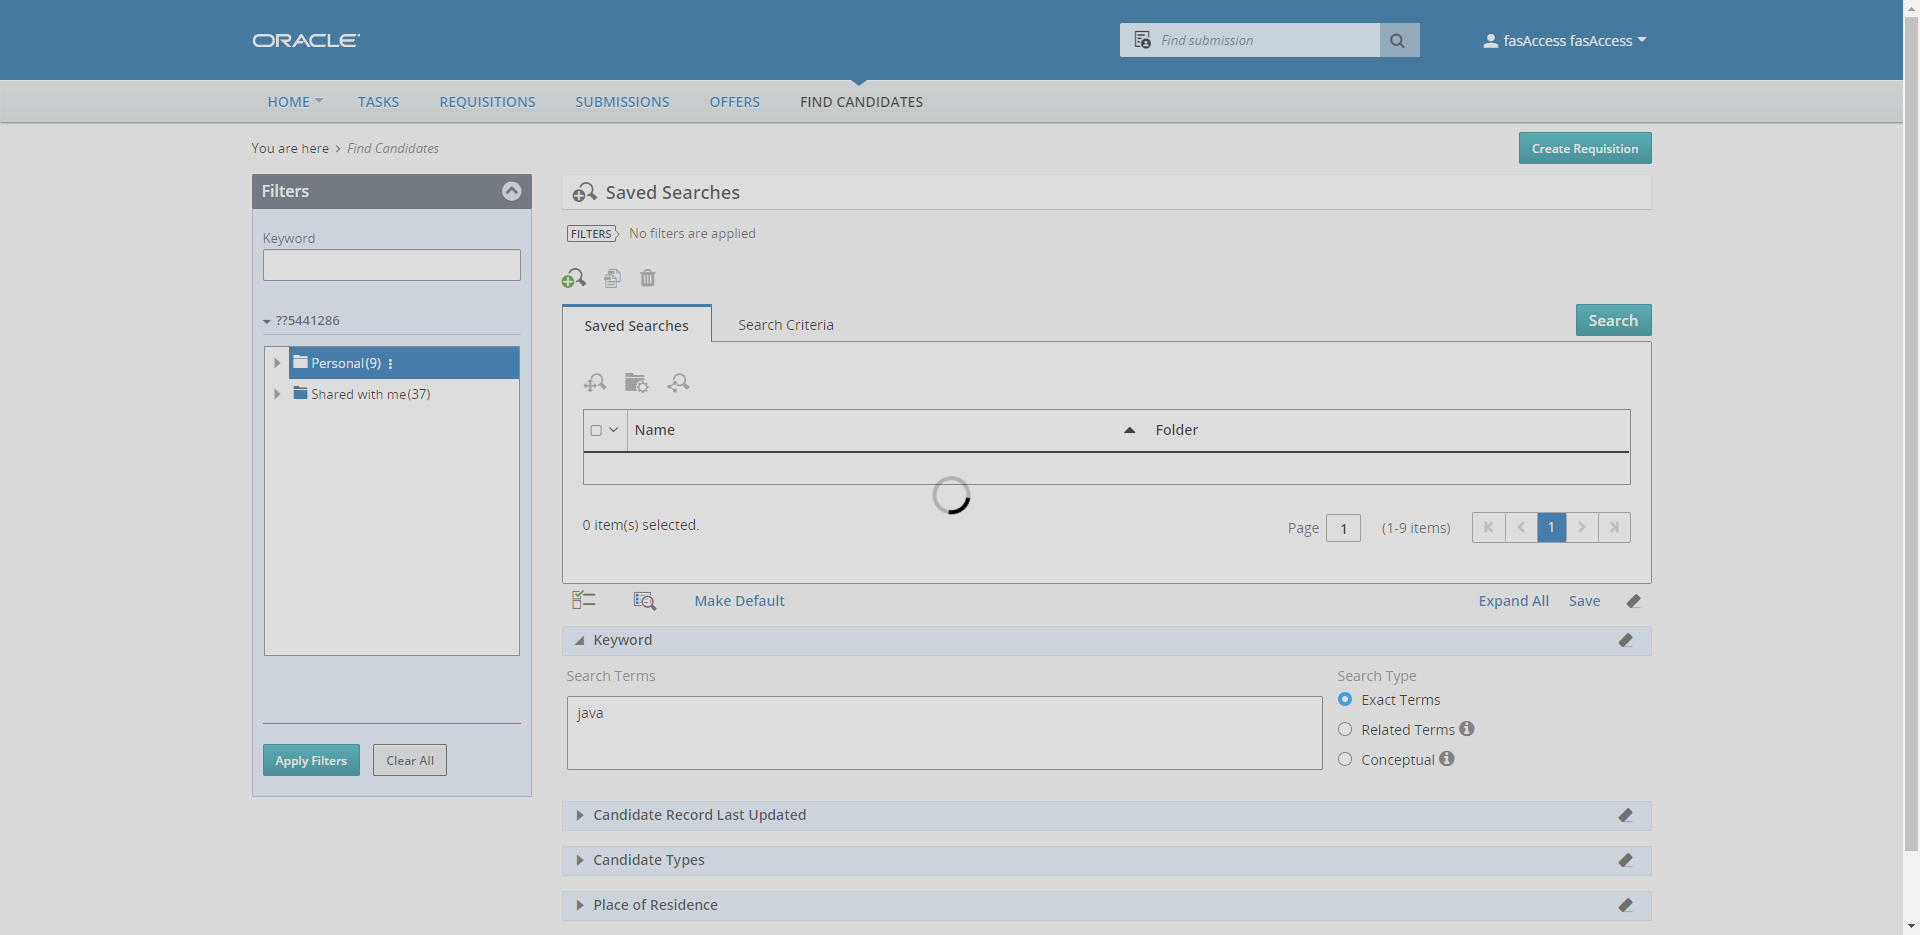 ORACLE
Find submission
fasAccess fasAccess
HOME
TASKS
REQUISITIONS
SUBMISSIONS
OFFERS
FIND CANDIDATES
You are here
Find Candidates
Create Requisition
Filters
Keyword
??5441286
Personal(9)
Shared with me(37)
Apply Filters
Clear All
Saved Searches
FILTERS
No filters are applied
Saved Searches
Search Criteria
Search
Name
Folder
0 item(s) selected.
Page 1 (1-9 items)
1
Make Default
Expand All
Save
Keyword
Search Terms
java
Search Type
Exact Terms
Related Terms
Conceptual
Candidate Record Last Updated
Candidate Types
Place of Residence